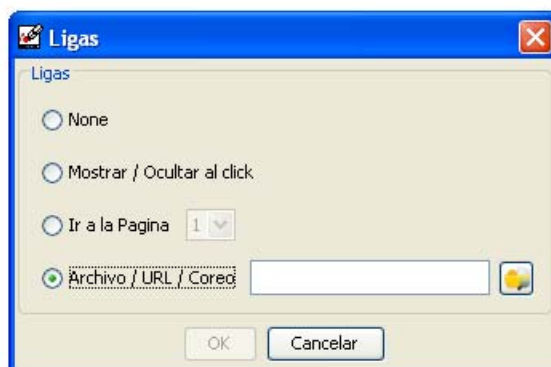 Ligas
Ligas
None
Mostrar / Ocultar al click
Ir a la Pagina 1
Archivo / URL / Coreo
OK Cancelar